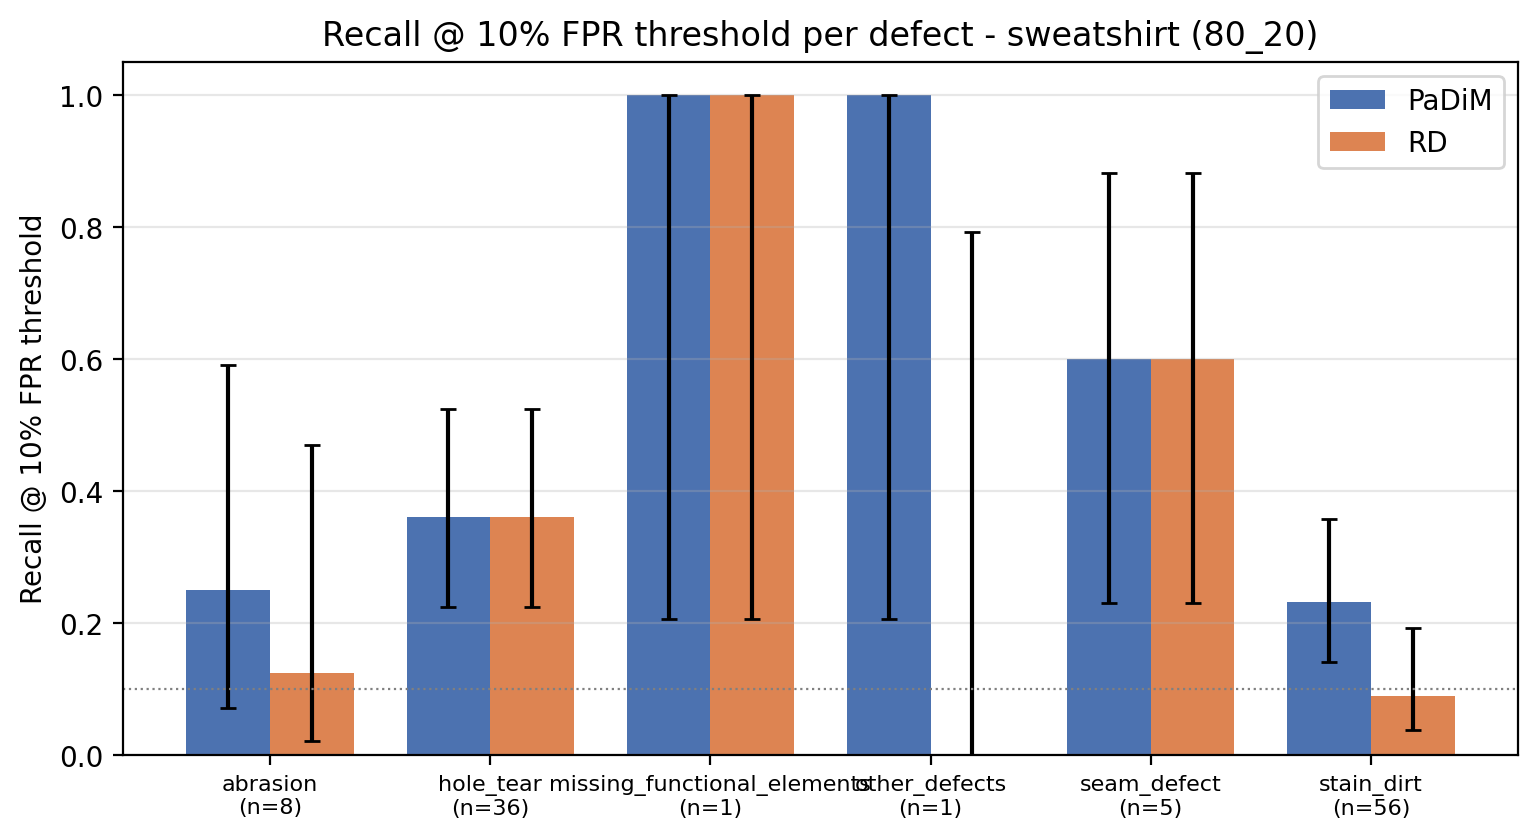 Recall @ 10% FPR threshold per defect - sweatshirt (80_20)
PaDiM
RD
Recall @ 10% FPR threshold
1.0
0.8
0.6
0.4
0.2
0.0
abrasion
(n=8)
hole_tear
(n=36)
missing_functional_elements
(n=1)
other_defects
(n=1)
seam_defect
(n=5)
stain_dirt
(n=56)